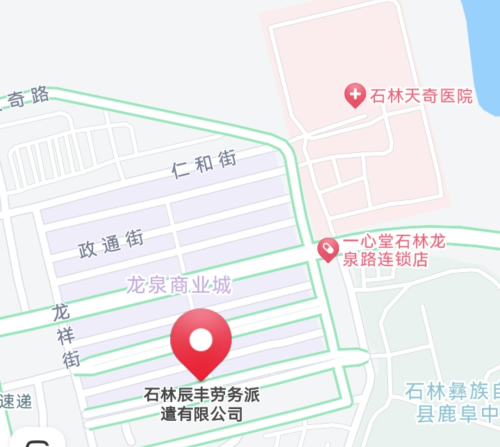 石林天奇医院
奇路
仁和街
政通街
一心堂石林龙
泉路连锁店
龙泉商业城
龙祥街
石林辰丰劳务派
遣有限公司
石林彝族自
县鹿阜中
速递